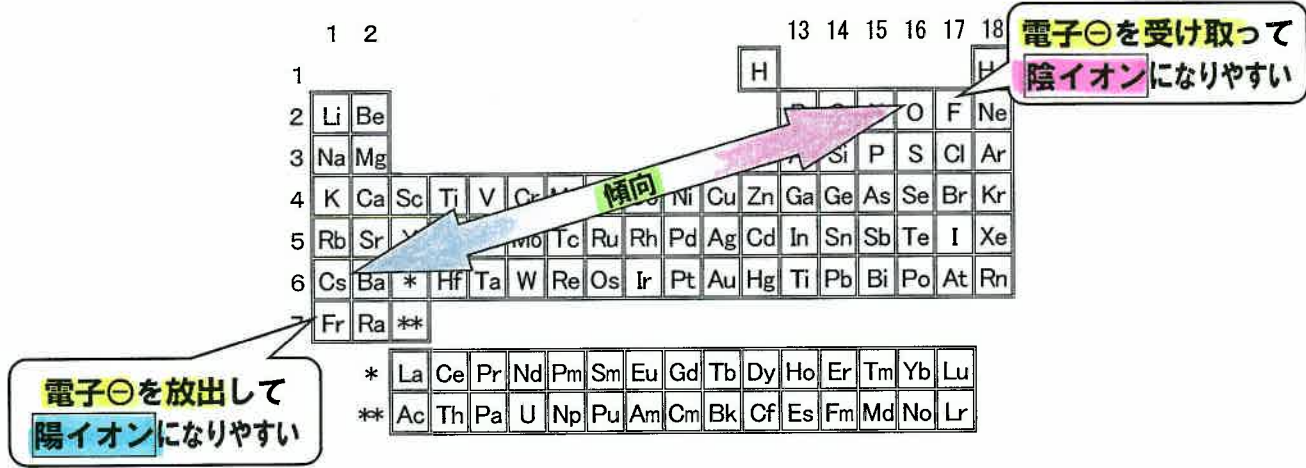 1 2 13 14 15 16 17 18
電子⊖を受け取って
陰イオンになりやすい
1 H
2 Li Be O F Ne
3 Na Mg Si P S Cl Ar
4 K Ca Sc Ti V Cr Ni Cu Zn Ga Ge As Se Br Kr
傾向
5 Rb Sr Mo Tc Ru Rh Pd Ag Cd In Sn Sb Te I Xe
6 Cs Ba * Hf Ta W Re Os Ir Pt Au Hg Ti Pb Bi Po At Rn
Fr Ra **
電子⊖を放出して
陽イオンになりやすい
* La Ce Pr Nd Pm Sm Eu Gd Tb Dy Ho Er Tm Yb Lu
** Ac Th Pa U Np Pu Am Cm Bk Cf Es Fm Md No Lr